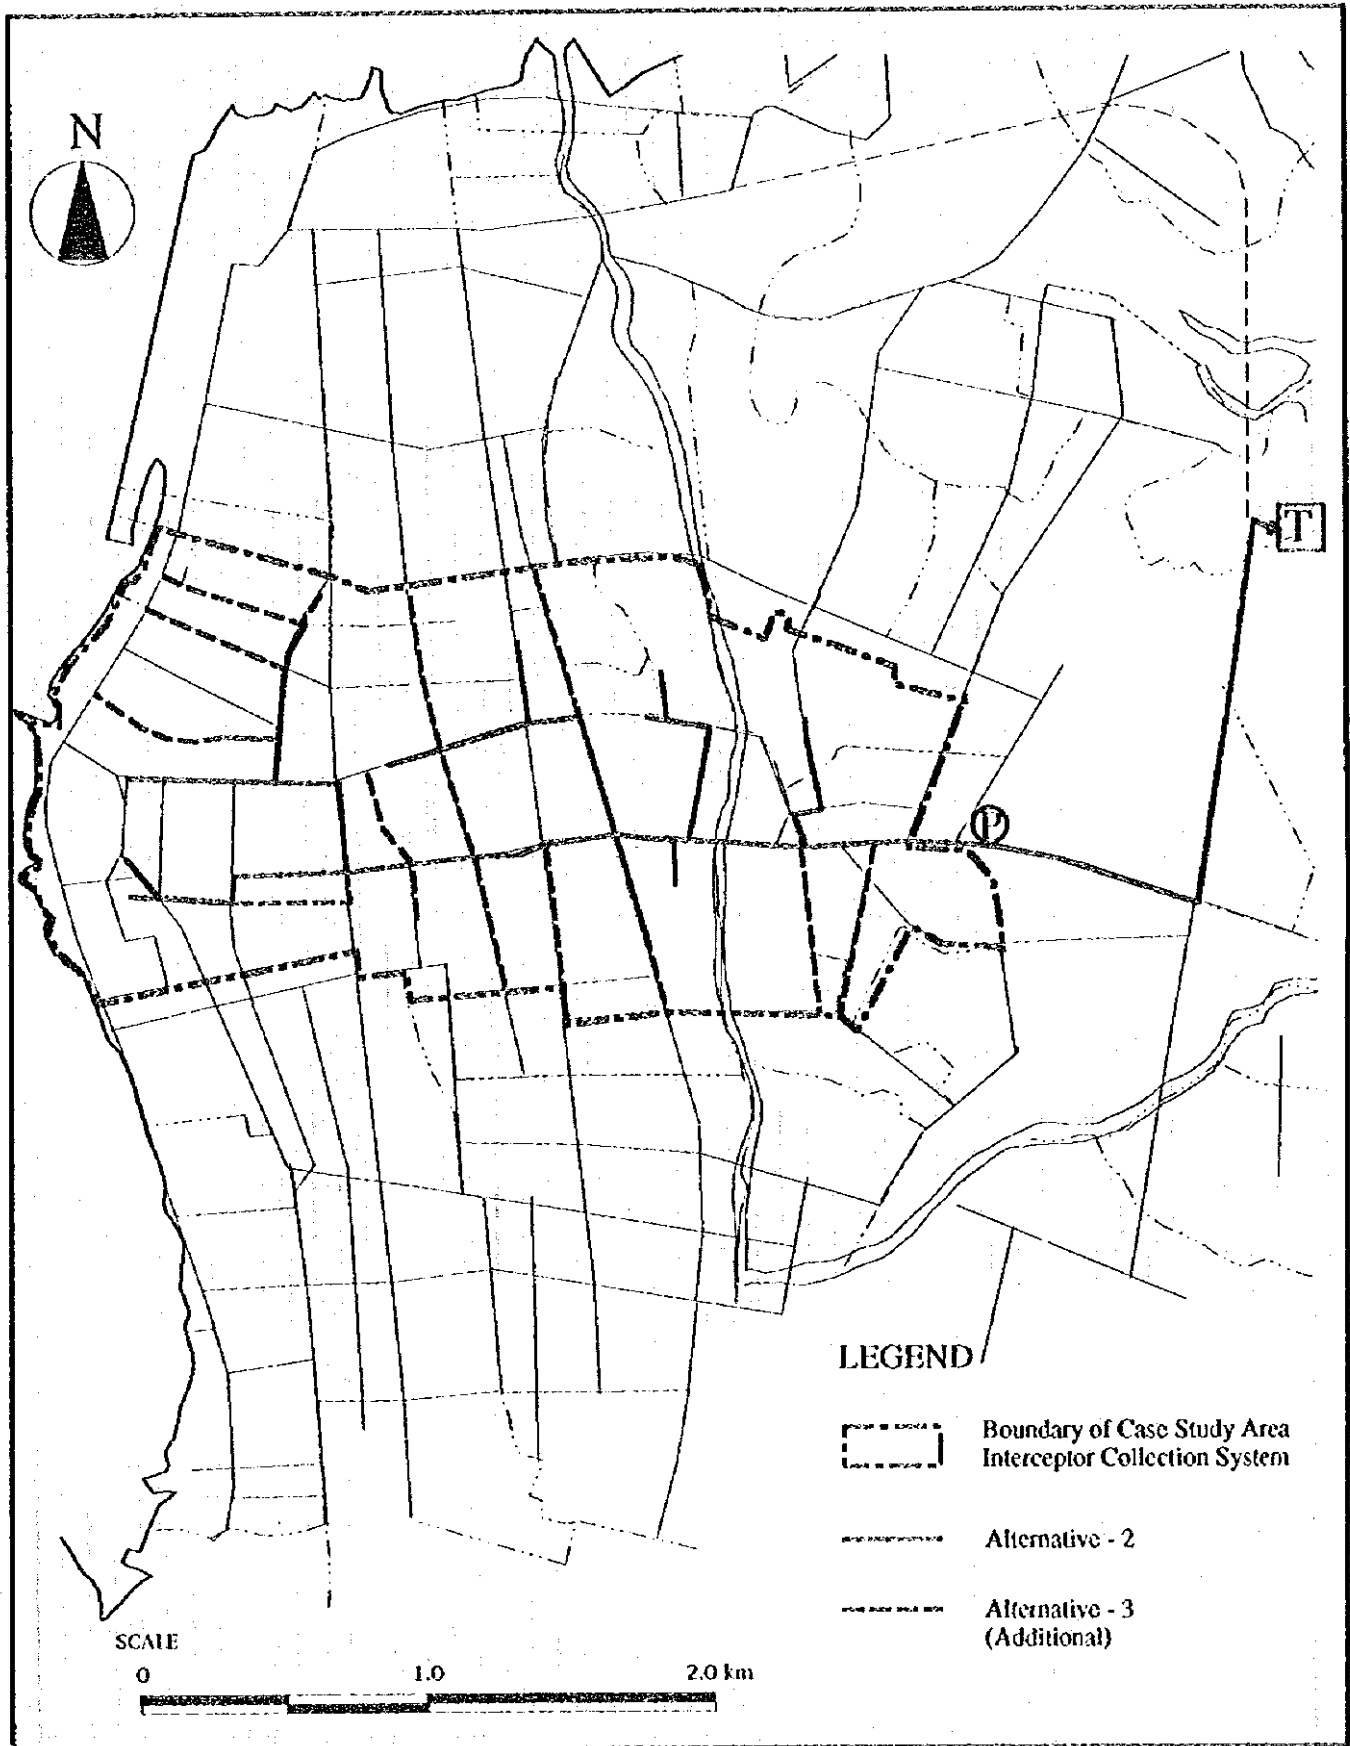 N
T
P
LEGEND
Boundary of Case Study Area
Interceptor Collection System
Alternative - 2
Alternative - 3
(Additional)
SCALE
0 1.0 2.0 km